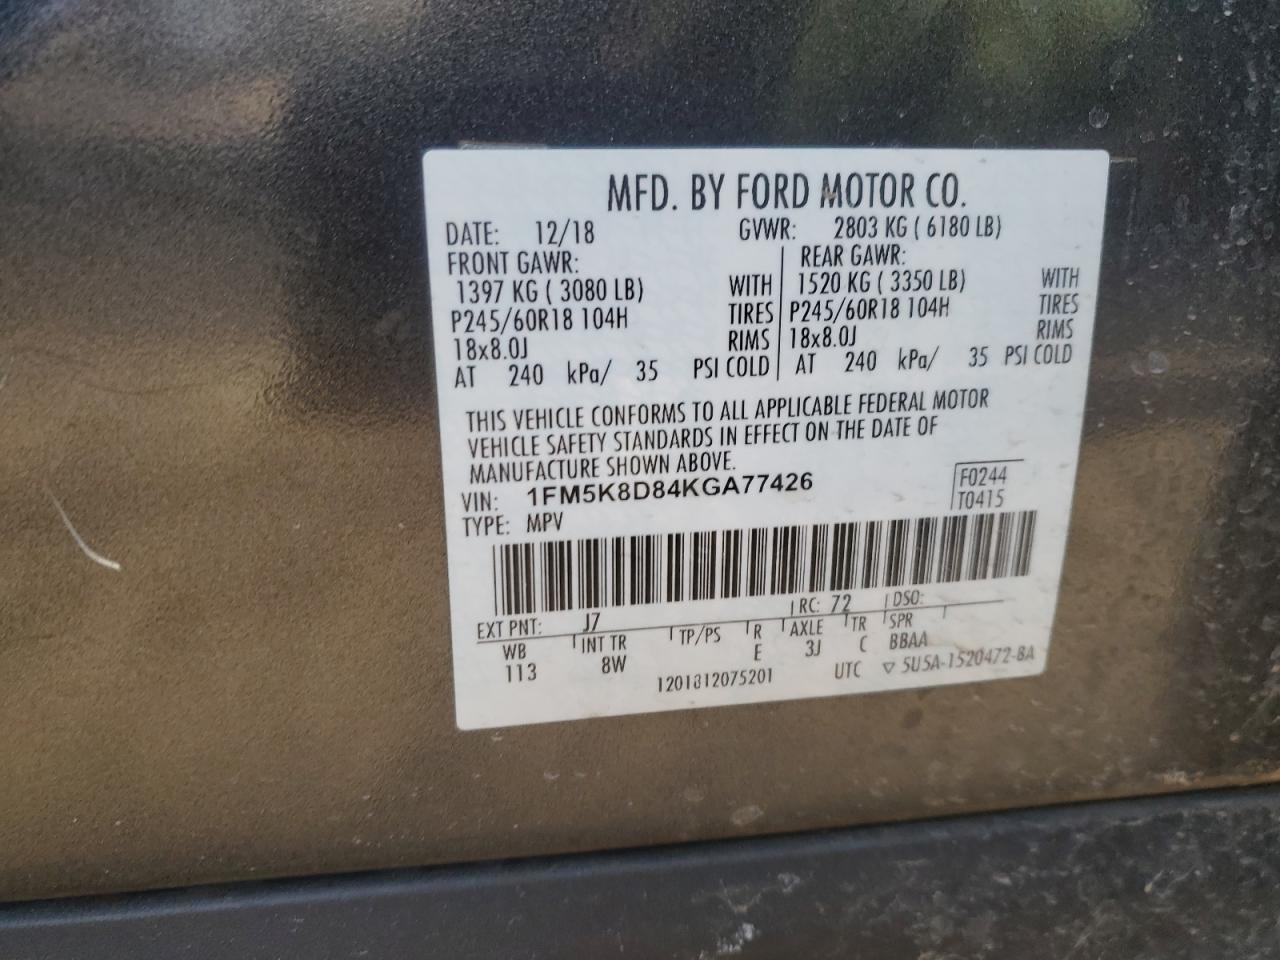 MFD. BY FORD MOTOR CO.
DATE: 12/18 GVWR: 2803 KG ( 6180 LB)
FRONT GAWR: REAR GAWR:
1397 KG ( 3080 LB) WITH 1520 KG ( 3350 LB) WITH
P245/60R18 104H TIRES P245/60R18 104H TIRES
18x8.0J RIMS 18x8.0J RIMS
AT 240 kPa/ 35 PSI COLD AT 240 kPa/ 35 PSI COLD
THIS VEHICLE CONFORMS TO ALL APPLICABLE FEDERAL MOTOR
VEHICLE SAFETY STANDARDS IN EFFECT ON THE DATE OF
MANUFACTURE SHOWN ABOVE.
VIN: 1FM5K8D84KGA77426 F0244
TYPE: MPV T0415
EXT PNT: J7 RC: 72 DSO:
WB INT TR TP/PS R AXLE TR SPR
113 8W E 3J C BBAA
1201812075201 UTC ▽ 5U5A-1520472-BA